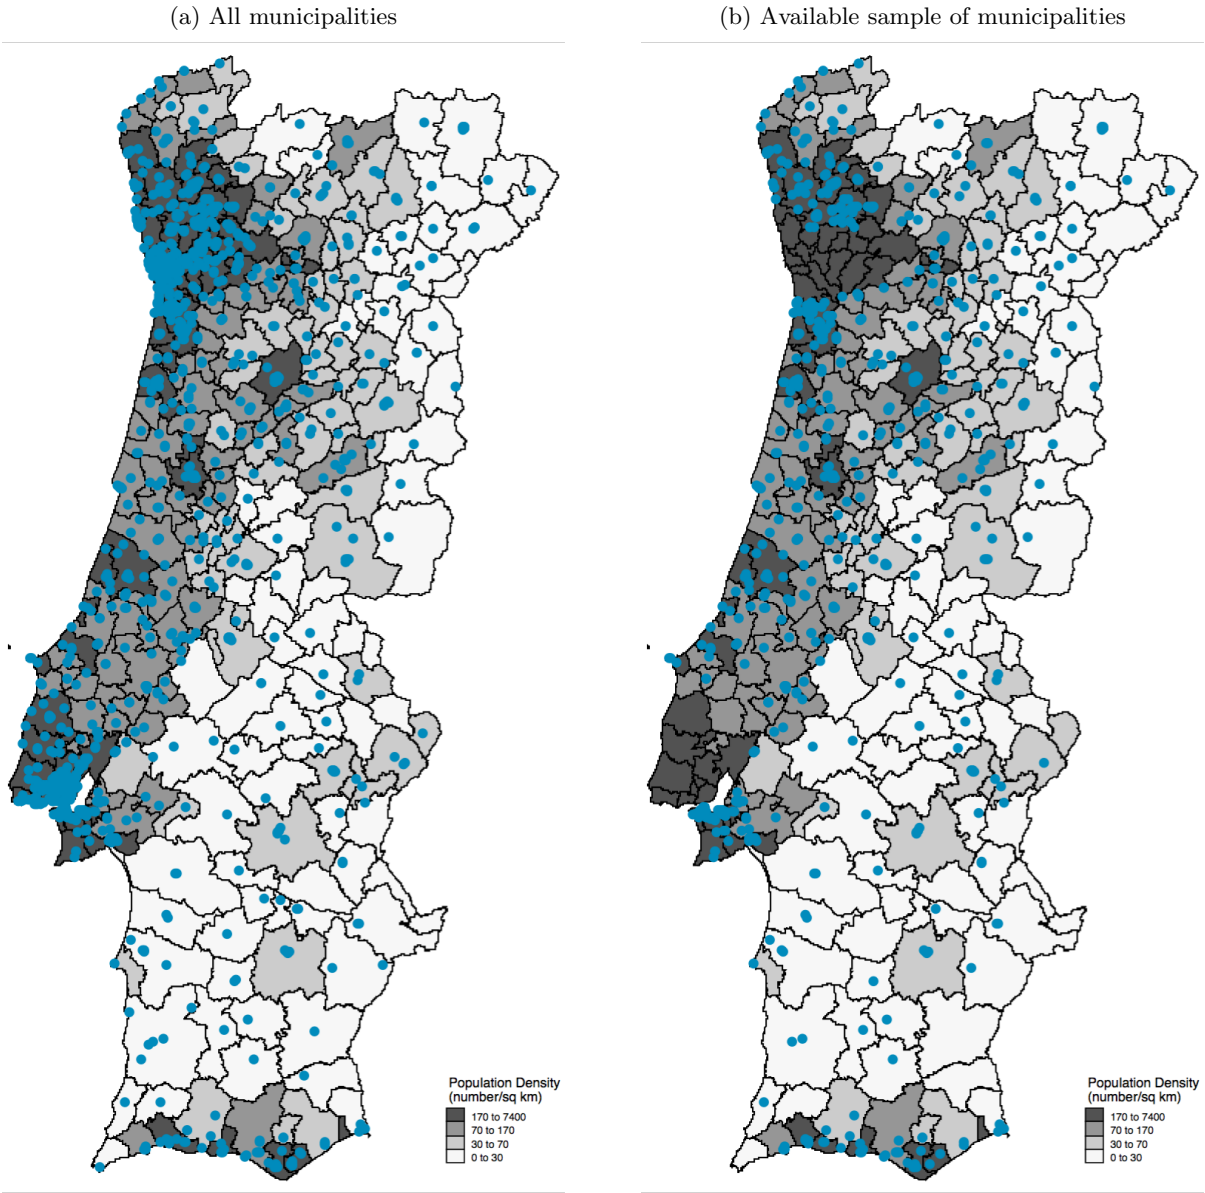 (a) All municipalities
(b) Available sample of municipalities
Population Density
(number/sq km)
170 to 7400
70 to 170
30 to 70
0 to 30
Population Density
(number/sq km)
170 to 7400
70 to 170
30 to 70
0 to 30